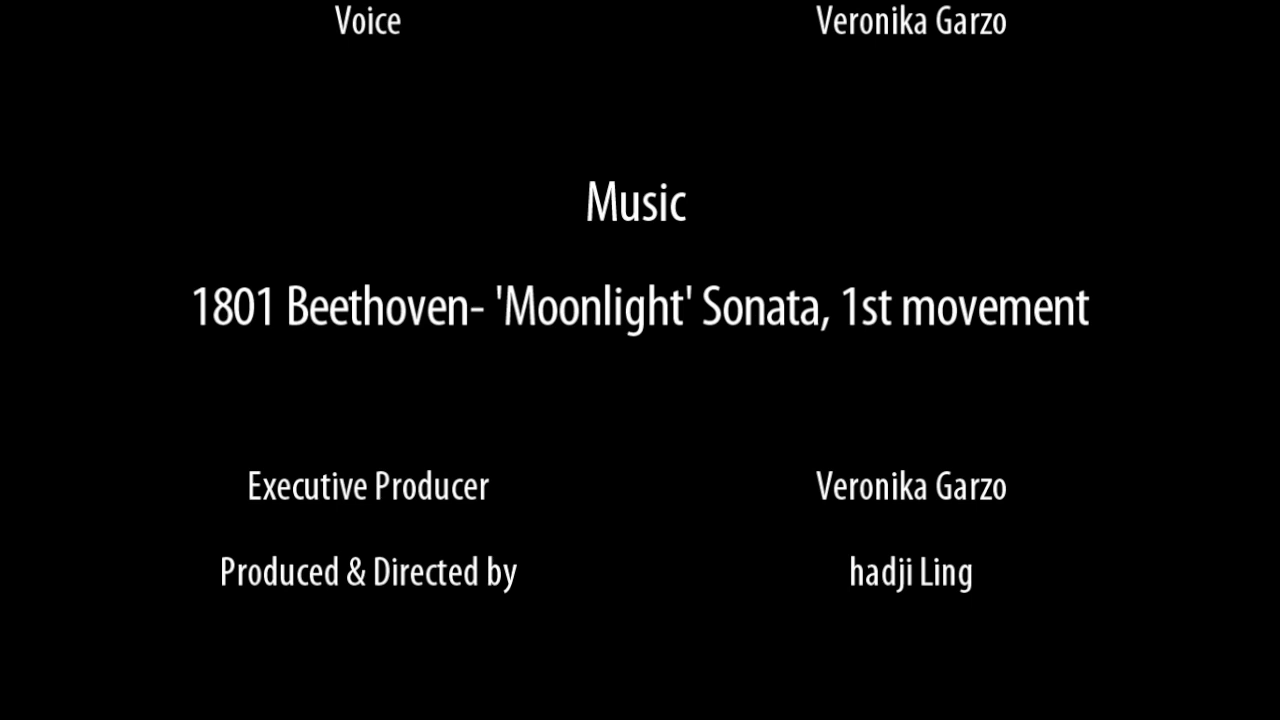 Voice Veronika Garzo
Music
1801 Beethoven- 'Moonlight' Sonata, 1st movement
Executive Producer Veronika Garzo
Produced & Directed by hadji Ling